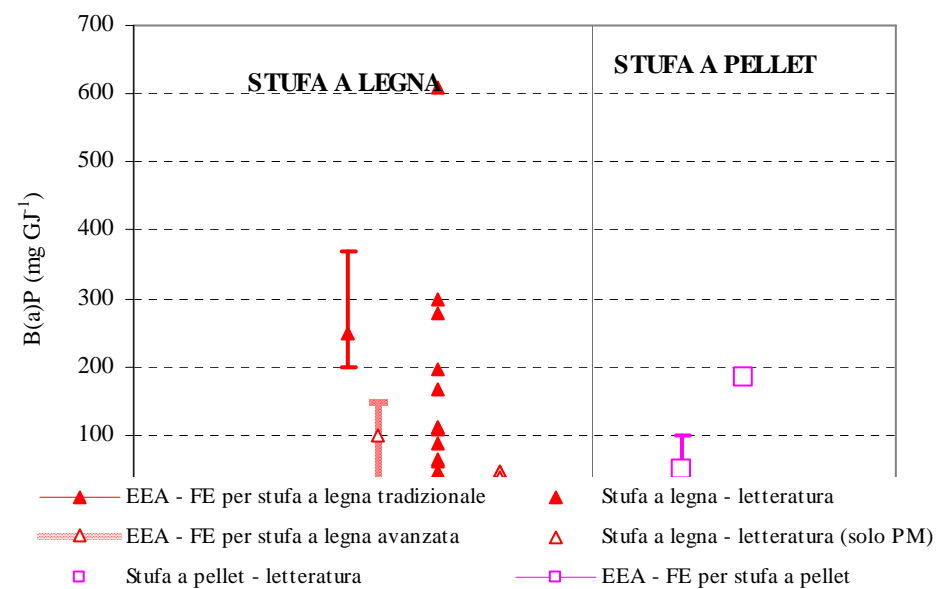 700
STUFA A PELLET
STUFA A LEGNA
600
500
400
300
200
100
B(a)P (mg GJ⁻¹)
EEA - FE per stufa a legna tradizionale
Stufa a legna - letteratura
EEA - FE per stufa a legna avanzata
Stufa a legna - letteratura (solo PM)
Stufa a pellet - letteratura
EEA - FE per stufa a pellet